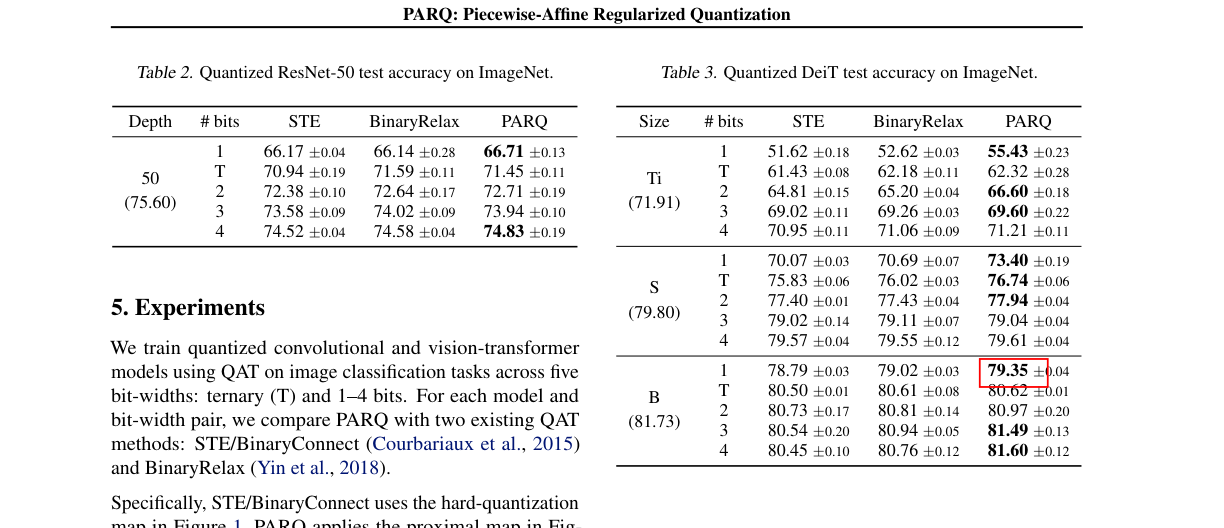 PARQ: Piecewise-Affine Regularized Quantization
Table 2. Quantized ResNet-50 test accuracy on ImageNet.
Depth # bits STE BinaryRelax PARQ
1 66.17 ±0.04 66.14 ±0.28 66.71 ±0.13
T 70.94 ±0.19 71.59 ±0.11 71.45 ±0.11
50
2 72.38 ±0.10 72.64 ±0.17 72.71 ±0.19
(75.60)
3 73.58 ±0.09 74.02 ±0.09 73.94 ±0.10
4 74.52 ±0.04 74.58 ±0.04 74.83 ±0.19
5. Experiments
We train quantized convolutional and vision-transformer
models using QAT on image classification tasks across five
bit-widths: ternary (T) and 1–4 bits. For each model and
bit-width pair, we compare PARQ with two existing QAT
methods: STE/BinaryConnect (Courbariaux et al., 2015)
and BinaryRelax (Yin et al., 2018).
Specifically, STE/BinaryConnect uses the hard-quantization
map in Figure 1, PARQ applies the proximal map in Fig-
Table 3. Quantized DeiT test accuracy on ImageNet.
Size # bits STE BinaryRelax PARQ
1 51.62 ±0.18 52.62 ±0.03 55.43 ±0.23
T 61.43 ±0.08 62.18 ±0.11 62.32 ±0.28
Ti
2 64.81 ±0.15 65.20 ±0.04 66.60 ±0.18
(71.91)
3 69.02 ±0.11 69.26 ±0.03 69.60 ±0.22
4 70.95 ±0.11 71.06 ±0.09 71.21 ±0.11
1 70.07 ±0.03 70.69 ±0.07 73.40 ±0.19
T 75.83 ±0.06 76.02 ±0.03 76.74 ±0.06
S
2 77.40 ±0.01 77.43 ±0.04 77.94 ±0.04
(79.80)
3 79.02 ±0.14 79.11 ±0.07 79.04 ±0.04
4 79.57 ±0.04 79.55 ±0.12 79.61 ±0.04
1 78.79 ±0.03 79.02 ±0.03 79.35 ±0.04
T 80.50 ±0.01 80.61 ±0.08 80.62 ±0.01
B
2 80.73 ±0.17 80.81 ±0.14 80.97 ±0.20
(81.73)
3 80.54 ±0.20 80.94 ±0.05 81.49 ±0.13
4 80.45 ±0.10 80.76 ±0.12 81.60 ±0.12